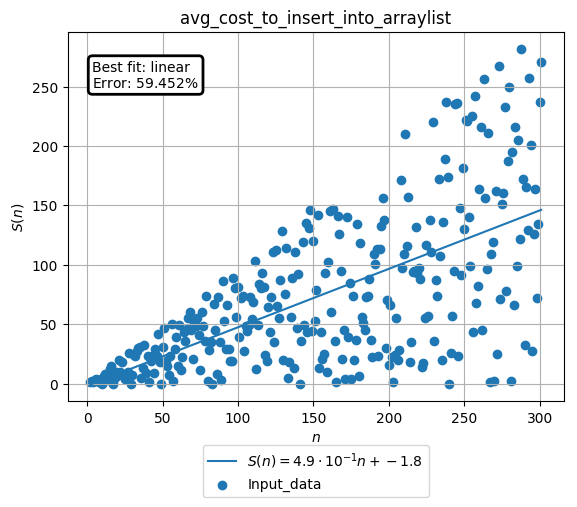 avg_cost_to_insert_into_arraylist
Best fit: linear
Error: 59.452%
S(n)
250
200
150
100
50
0
0 50 100 150 200 250 300
n
S(n) = 4.9 · 10⁻¹n + −1.8
Input_data